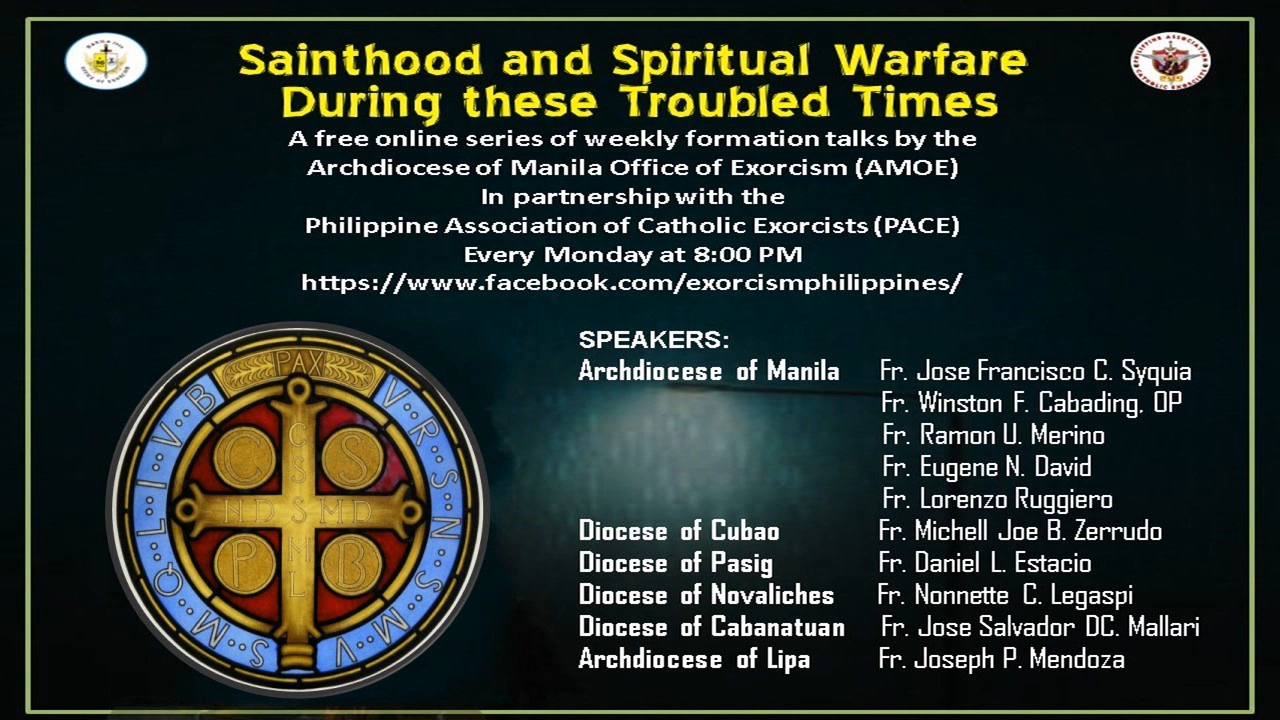 Sainthood and Spiritual Warfare
During these Troubled Times
A free online series of weekly formation talks by the
Archdiocese of Manila Office of Exorcism (AMOE)
In partnership with the
Philippine Association of Catholic Exorcists (PACE)
Every Monday at 8:00 PM
https://www.facebook.com/exorcismphilippines/
PHILIPPINE ASSOCIATION
CATHOLIC EXORCISTS
SPEAKERS:
Archdiocese of Manila Fr. Jose Francisco C. Syquia
Fr. Winston F. Cabading, OP
Fr. Ramon U. Merino
Fr. Eugene N. David
Fr. Lorenzo Ruggiero
Diocese of Cubao Fr. Michell Joe B. Zerrudo
Diocese of Pasig Fr. Daniel L. Estacio
Diocese of Novaliches Fr. Nonnette C. Legaspi
Diocese of Cabanatuan Fr. Jose Salvador DC. Mallari
Archdiocese of Lipa Fr. Joseph P. Mendoza
PAX
V R S N S M V
S M Q L I V B
C S
C S S M L
N D S M D
P B